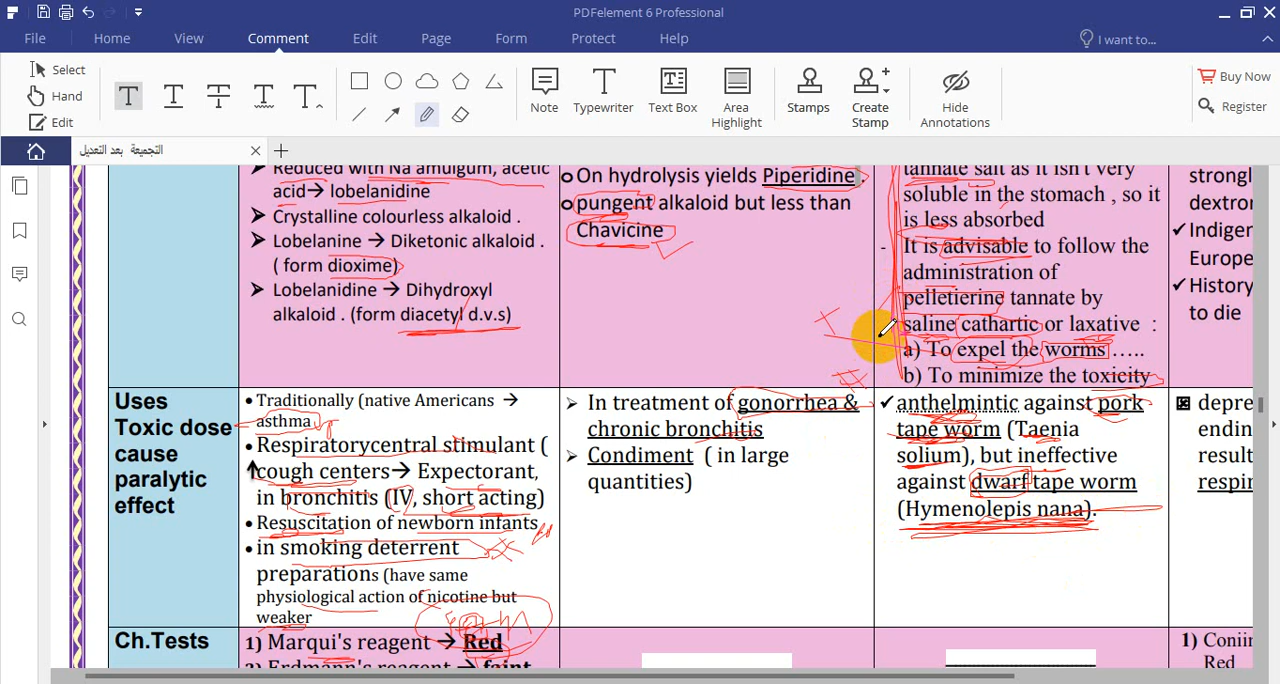 PDFelement 6 Professional
File Home View Comment Edit Page Form Protect Help I want to...
Select
Hand
Edit
Note Typewriter Text Box Area Highlight Stamps Create Stamp Hide Annotations
Buy Now
Register
التجميعة بعد التعديل
Reduced with Na amulgum, acetic
acid→ lobelanidine
Crystalline colourless alkaloid .
Lobelanine → Diketonic alkaloid .
( form dioxime)
Lobelanidine → Dihydroxyl
alkaloid . (form diacetyl d.v.s)
On hydrolysis yields Piperidine .
pungent alkaloid but less than
Chavicine
tannate salt as it isn't very
soluble in the stomach , so it
is less absorbed
- It is advisable to follow the
administration of
pelletierine tannate by
saline cathartic or laxative :
a) To expel the worms …..
b) To minimize the toxicity
strongl
dextror
✓ Indiger
Europe
✓ History
to die
Uses
Toxic dose
cause
paralytic
effect
• Traditionally (native Americans →
asthma
• Respiratorycentral stimulant (
cough centers→ Expectorant,
in bronchitis (IV, short acting)
• Resuscitation of newborn infants
• in smoking deterrent
preparations (have same
physiological action of nicotine but
weaker
In treatment of gonorrhea &
chronic bronchitis
Condiment ( in large
quantities)
✓ anthelmintic against pork
tape worm (Taenia
solium), but ineffective
against dwarf tape worm
(Hymenolepis nana).
depre
endin
result
respir
Ch.Tests
1) Marqui's reagent → Red
2) Erdmann's reagent → faint
1) Coniin
Red